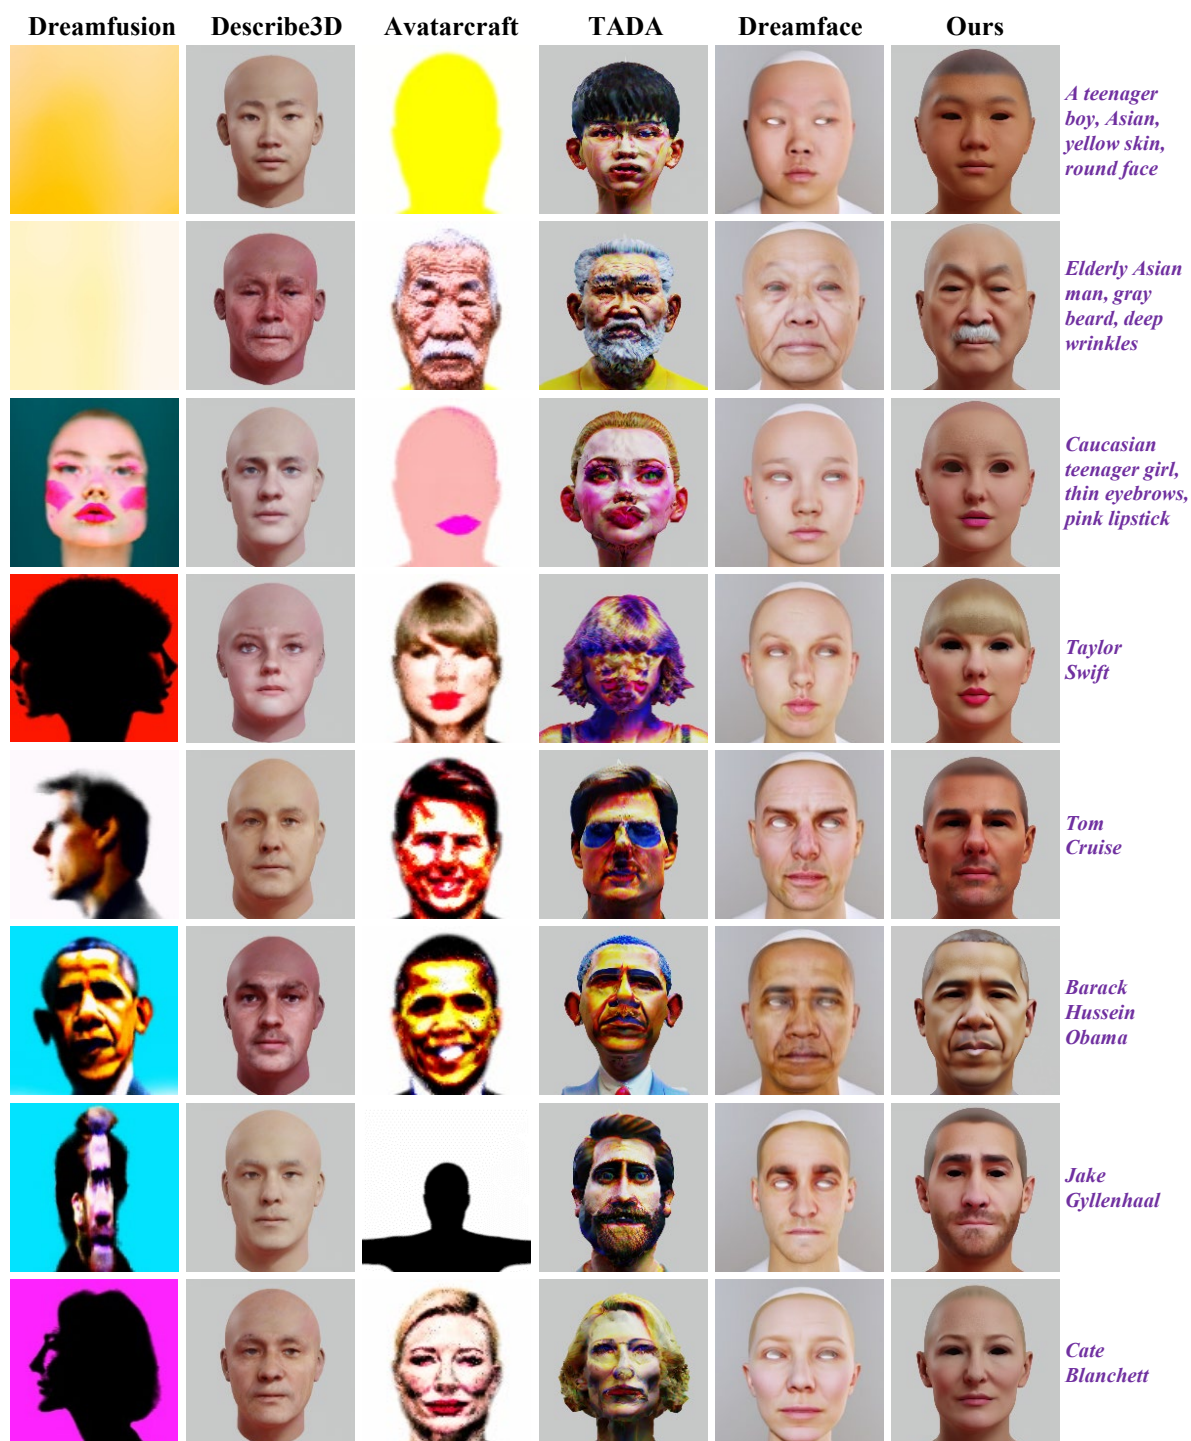 Dreamfusion Describe3D Avatarcraft TADA Dreamface Ours
A teenager
boy, Asian,
yellow skin,
round face
Elderly Asian
man, gray
beard, deep
wrinkles
Caucasian
teenager girl,
thin eyebrows,
pink lipstick
Taylor
Swift
Tom
Cruise
Barack
Hussein
Obama
Jake
Gyllenhaal
Cate
Blanchett